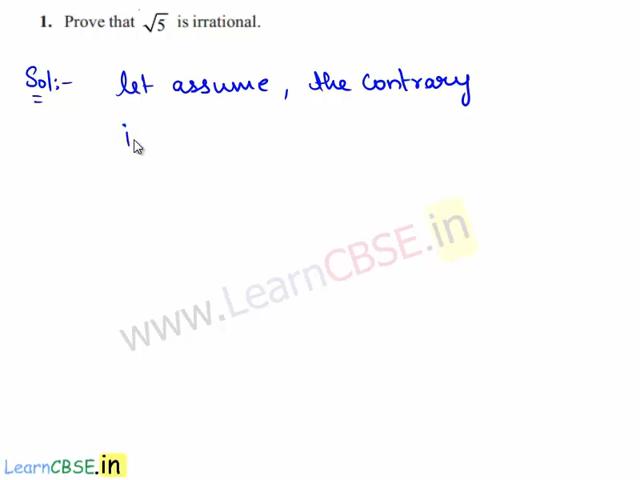 1. Prove that √5 is irrational.
Sol:- let assume, the contrary
i
www.LearnCBSE.in
LearnCBSE.in